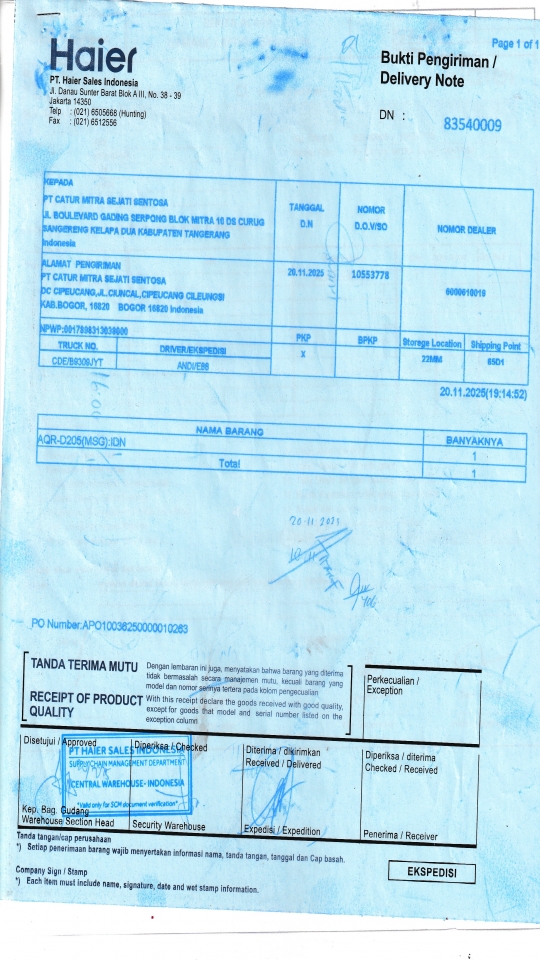 Page 1 of 1
Haier
PT. Haier Sales Indonesia
Jl. Danau Sunter Barat Blok A III, No. 38 - 39
Jakarta 14350
Telp : (021) 6505668 (Hunting)
Fax : (021) 6512556
Bukti Pengiriman /
Delivery Note
DN : 83540009
KEPADA
PT CATUR MITRA SEJATI SENTOSA
JL BOULEVARD GADING SERPONG BLOK MITRA 10 DS CURUG
SANGERENG KELAPA DUA KABUPATEN TANGERANG
Indonesia
TANGGAL
D.N
NOMOR
D.O.V/SO
NOMOR DEALER
ALAMAT PENGIRIMAN
PT CATUR MITRA SEJATI SENTOSA
DC CIPEUCANG,JL.CIUNCAL,CIPEUCANG CILEUNGSI
KAB.BOGOR, 16820 BOGOR 16820 Indonesia
20.11.2025
10553778
NPWP:
TRUCK NO.
DRIVER/EKSPEDISI
PKP
BPKP
Storage Location
Shipping Point
CDE/B9309JYT
X
22MM
65D1
20.11.2025(19:14:52)
NAMA BARANG
BANYAKNYA
AQR-D205(MSG):IDN
1
Total
1
PO Number:APO10036250000010263
TANDA TERIMA MUTU
RECEIPT OF PRODUCT
QUALITY
Dengan lembaran ini juga, menyatakan bahwa barang yang diterima
tidak bermasalah secara manajemen mutu, kecuali barang yang
model dan nomor serinya tertera pada kolom pengecualian
With this receipt declare the goods received with good quality,
except for goods that model and serial number listed on the
exception column
Perkecualian /
Exception
Disetujui / Approved
Diperiksa / Checked
Diterima / dikirimkan
Received / Delivered
Diperiksa / diterima
Checked / Received
PT HAIER SALES INDONESIA
SUPPLY CHAIN MANAGEMENT DEPARTMENT
CENTRAL WAREHOUSE- INDONESIA
*Valid only for SCM document verification*
Kep. Bag. Gudang
Warehouse Section Head
Security Warehouse
Expedisi / Expedition
Penerima / Receiver
Tanda tangan/cap perusahaan
*) Setiap penerimaan barang wajib menyertakan informasi nama, tanda tangan, tanggal dan Cap basah.
Company Sign / Stamp
*) Each item must include name, signature, date and wet stamp information.
EKSPEDISI